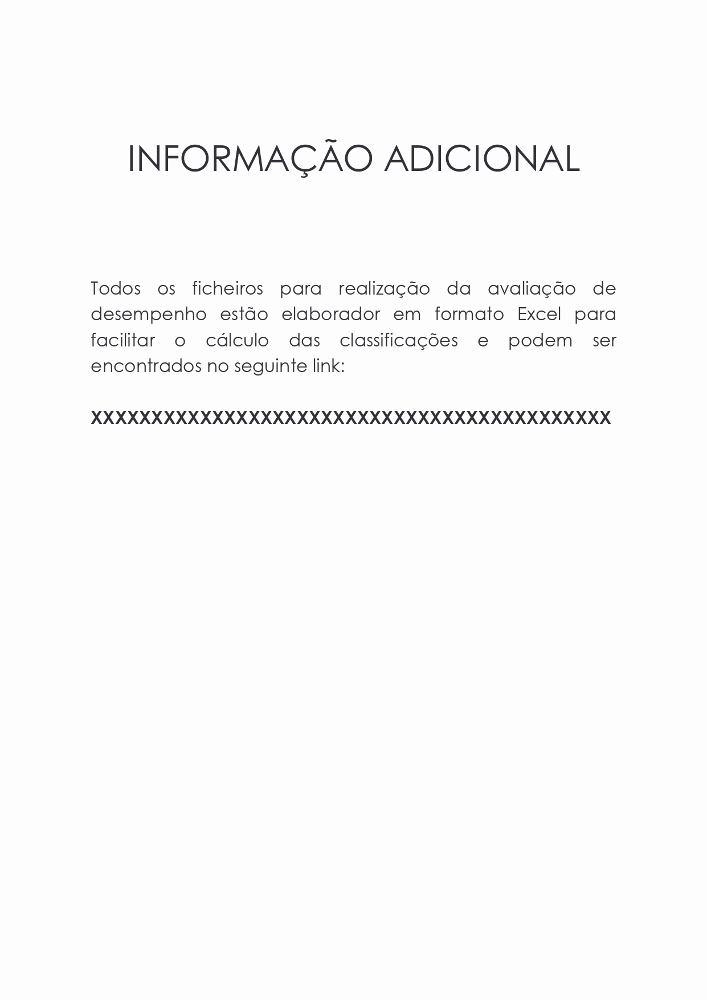 INFORMAÇÃO ADICIONAL
Todos os ficheiros para realização da avaliação de
desempenho estão elaborador em formato Excel para
facilitar o cálculo das classificações e podem ser
encontrados no seguinte link:
XXXXXXXXXXXXXXXXXXXXXXXXXXXXXXXXXXXXXXXXXXX